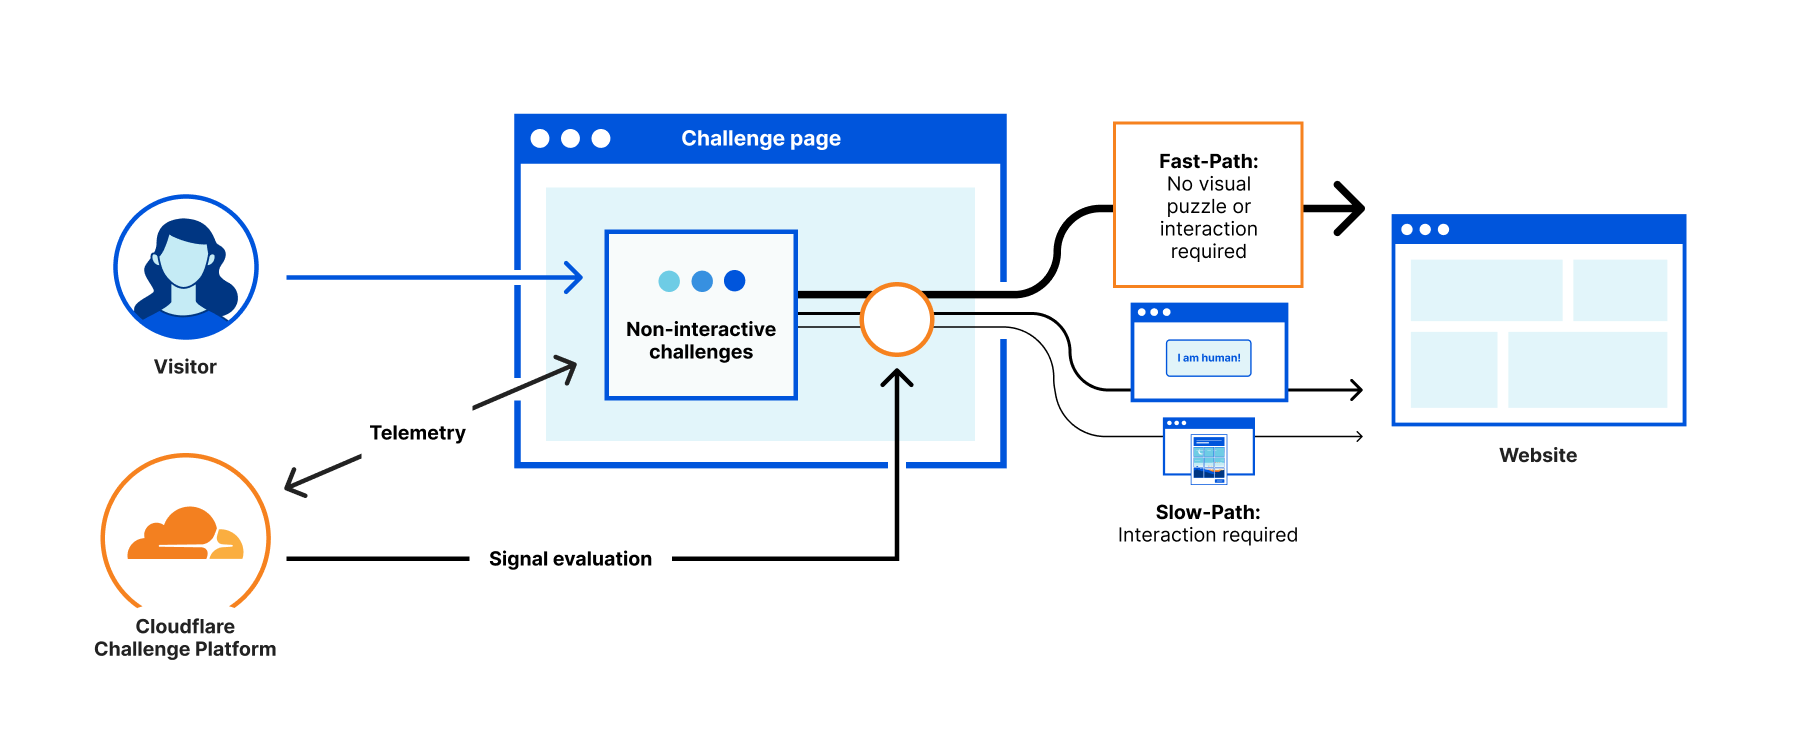 Challenge page
Fast-Path:
No visual
puzzle or
interaction
required
Non-interactive
challenges
I am human!
Visitor
Telemetry
Website
Slow-Path:
Interaction required
Signal evaluation
Cloudflare
Challenge Platform